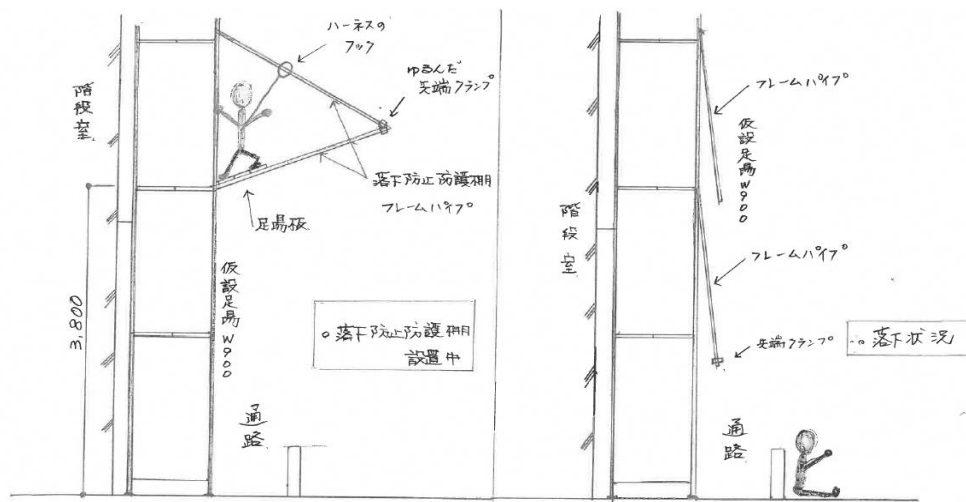 ハーネスの
フック
ゆるんだ
先端クランプ
階段室
落下防止防護棚
フレームパイプ
足場板
仮設足場W900
3,800
○落下防止防護棚
設置中
通路
フレームパイプ
仮設足場W900
階段室
フレームパイプ
先端クランプ
○落下状況
通路